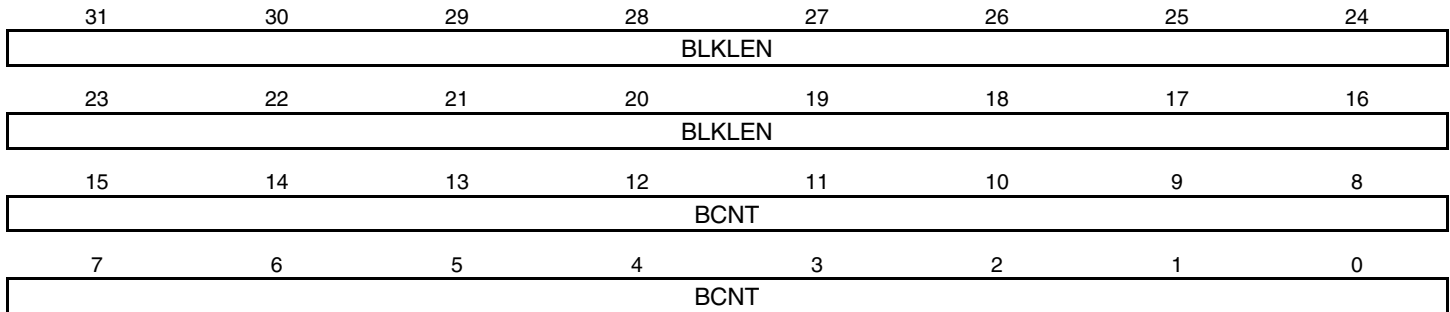 31 30 29 28 27 26 25 24
BLKLEN
23 22 21 20 19 18 17 16
BLKLEN
15 14 13 12 11 10 9 8
BCNT
7 6 5 4 3 2 1 0
BCNT